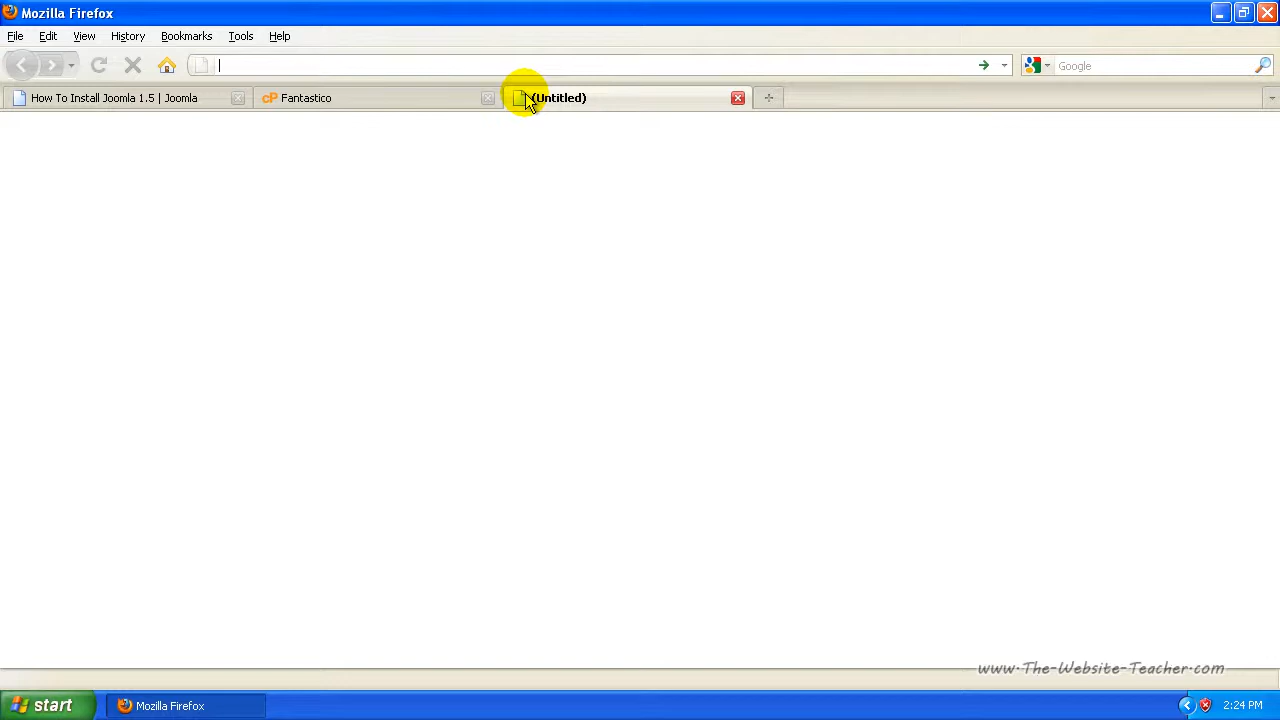 Mozilla Firefox
File Edit View History Bookmarks Tools Help
Google
How To Install Joomla 1.5 | Joomla
cP Fantastico
(Untitled)
www.The-Website-Teacher.com
start
Mozilla Firefox
2:24 PM